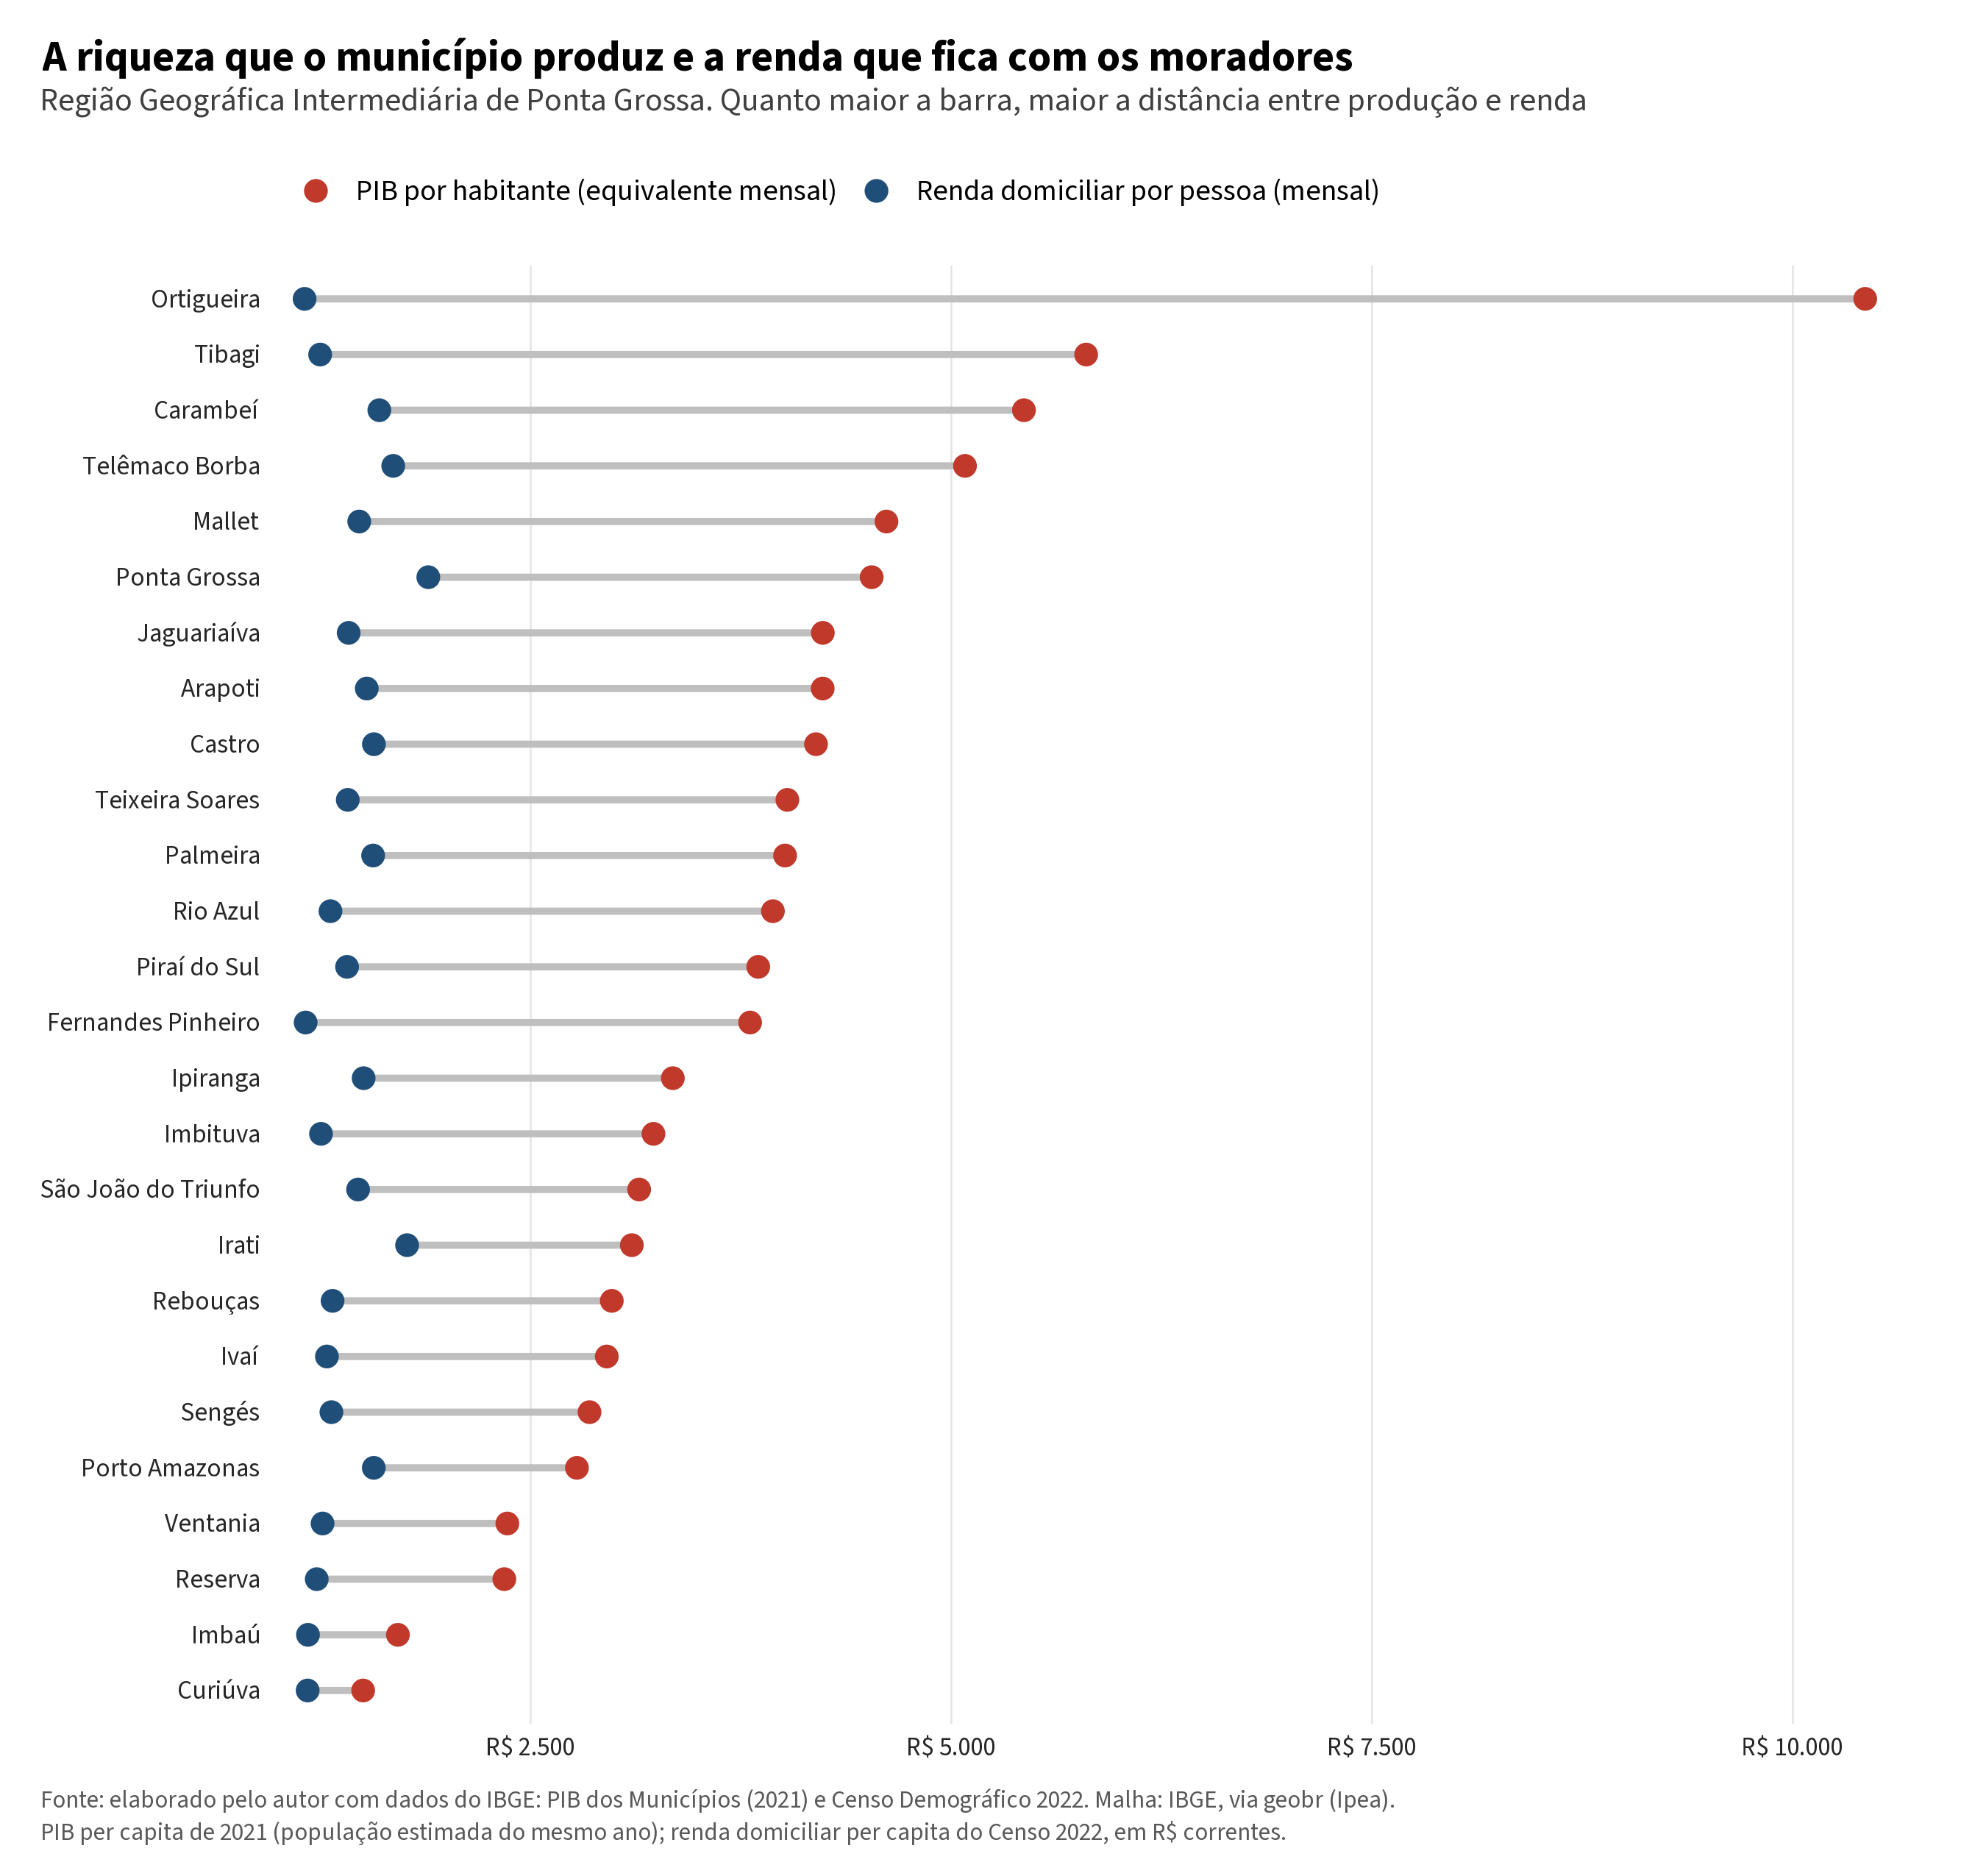 A riqueza que o município produz e a renda que fica com os moradores
Região Geográfica Intermediária de Ponta Grossa. Quanto maior a barra, maior a distância entre produção e renda
PIB por habitante (equivalente mensal) Renda domiciliar por pessoa (mensal)
Ortigueira
Tibagi
Carambeí
Telêmaco Borba
Mallet
Ponta Grossa
Jaguariaíva
Arapoti
Castro
Teixeira Soares
Palmeira
Rio Azul
Piraí do Sul
Fernandes Pinheiro
Ipiranga
Imbituva
São João do Triunfo
Irati
Rebouças
Ivaí
Sengés
Porto Amazonas
Ventania
Reserva
Imbaú
Curiúva
R$ 2.500 R$ 5.000 R$ 7.500 R$ 10.000
Fonte: elaborado pelo autor com dados do IBGE: PIB dos Municípios (2021) e Censo Demográfico 2022. Malha: IBGE, via geobr (Ipea).
PIB per capita de 2021 (população estimada do mesmo ano); renda domiciliar per capita do Censo 2022, em R$ correntes.